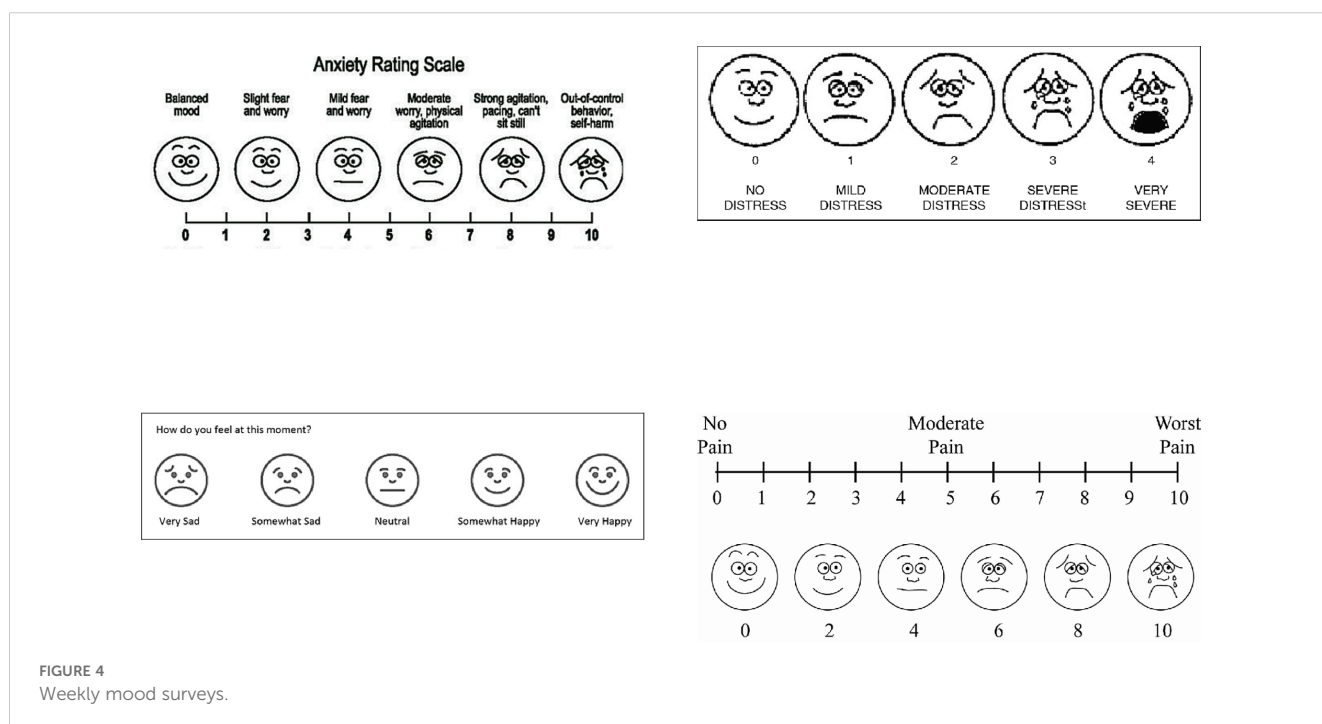 Anxiety Rating Scale
Balanced
mood
Slight fear
and worry
Mild fear
and worry
Moderate
worry, physical
agitation
Strong agitation,
pacing, can't
sit still
Out-of-control
behavior,
self-harm
0 1 2 3 4 5 6 7 8 9 10
0 1 2 3 4
NO
DISTRESS
MILD
DISTRESS
MODERATE
DISTRESS
SEVERE
DISTRESSt
VERY
SEVERE
How do you feel at this moment?
Very Sad Somewhat Sad Neutral Somewhat Happy Very Happy
No
Pain
Moderate
Pain
Worst
Pain
0 1 2 3 4 5 6 7 8 9 10
0 2 4 6 8 10
FIGURE 4
Weekly mood surveys.